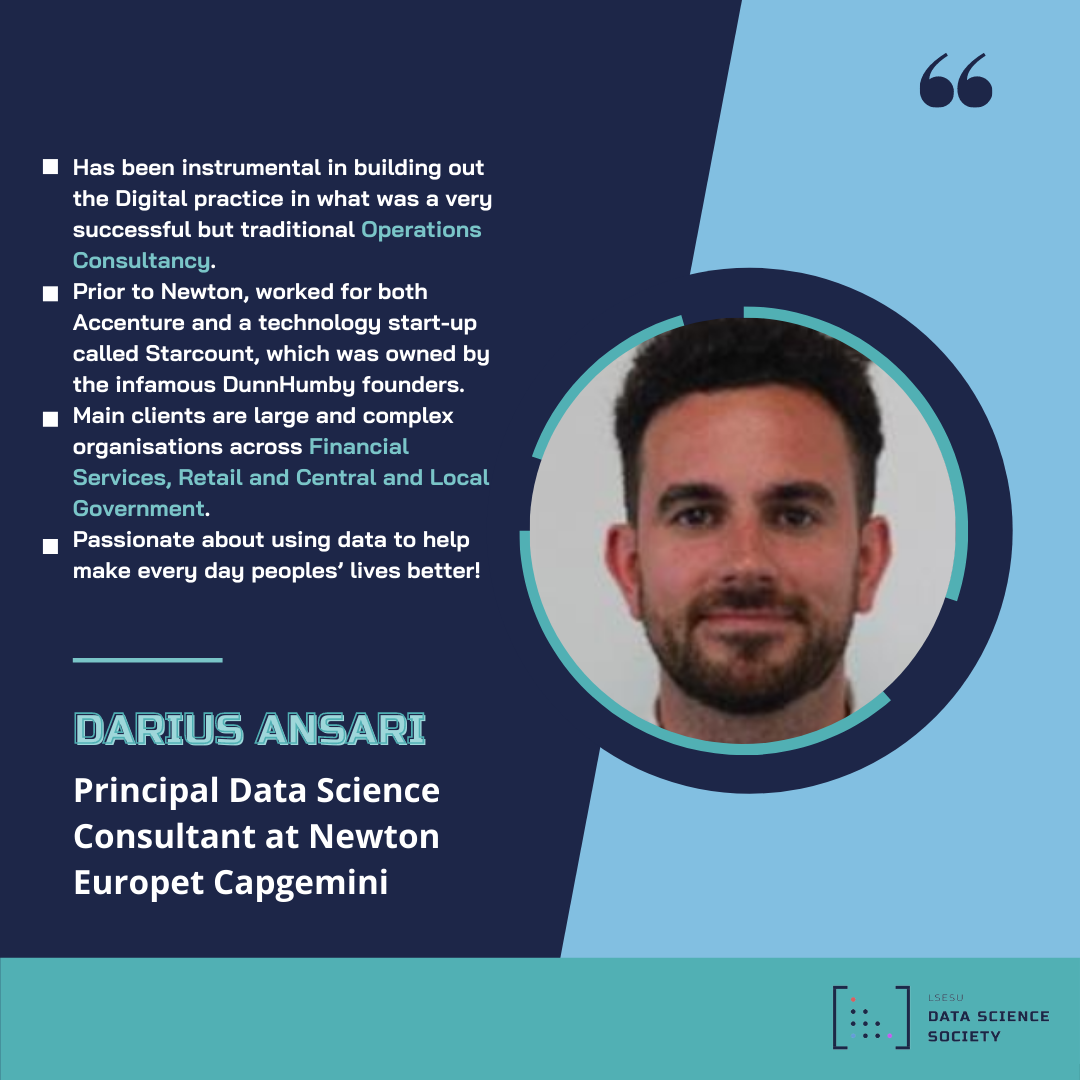 Has been instrumental in building out
the Digital practice in what was a very
successful but traditional Operations
Consultancy.
Prior to Newton, worked for both
Accenture and a technology start-up
called Starcount, which was owned by
the infamous DunnHumby founders.
Main clients are large and complex
organisations across Financial
Services, Retail and Central and Local
Government.
Passionate about using data to help
make every day peoples’ lives better!
DARIUS ANSARI
Principal Data Science
Consultant at Newton
Europet Capgemini
LSESU
DATA SCIENCE
SOCIETY